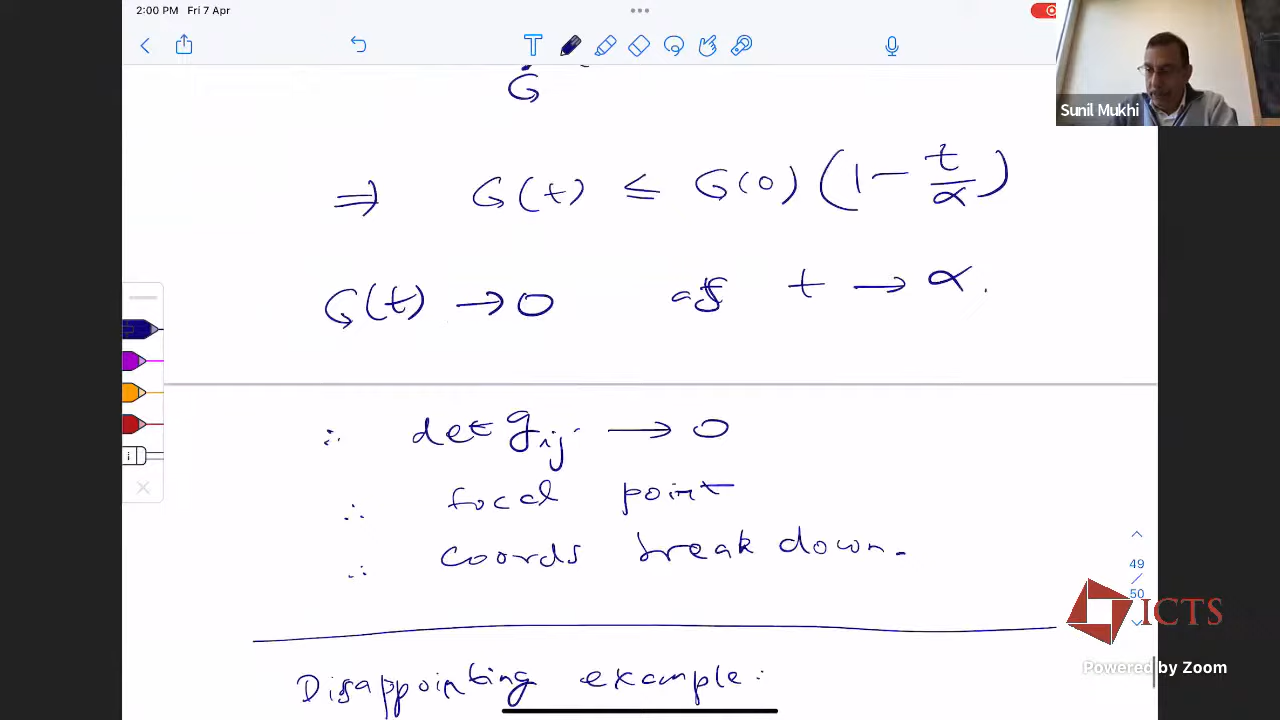 2:00 PM Fri 7 Apr
Sunil Mukhi
Ġ
⇒ G(t) ≤ G(0) (1 - t/α)
G(t) → 0 as t → α.
∴ det gij → 0
∴ focal point
∴ coords break down.
49
/
50
ICTS
Powered by Zoom
Disappointing example: